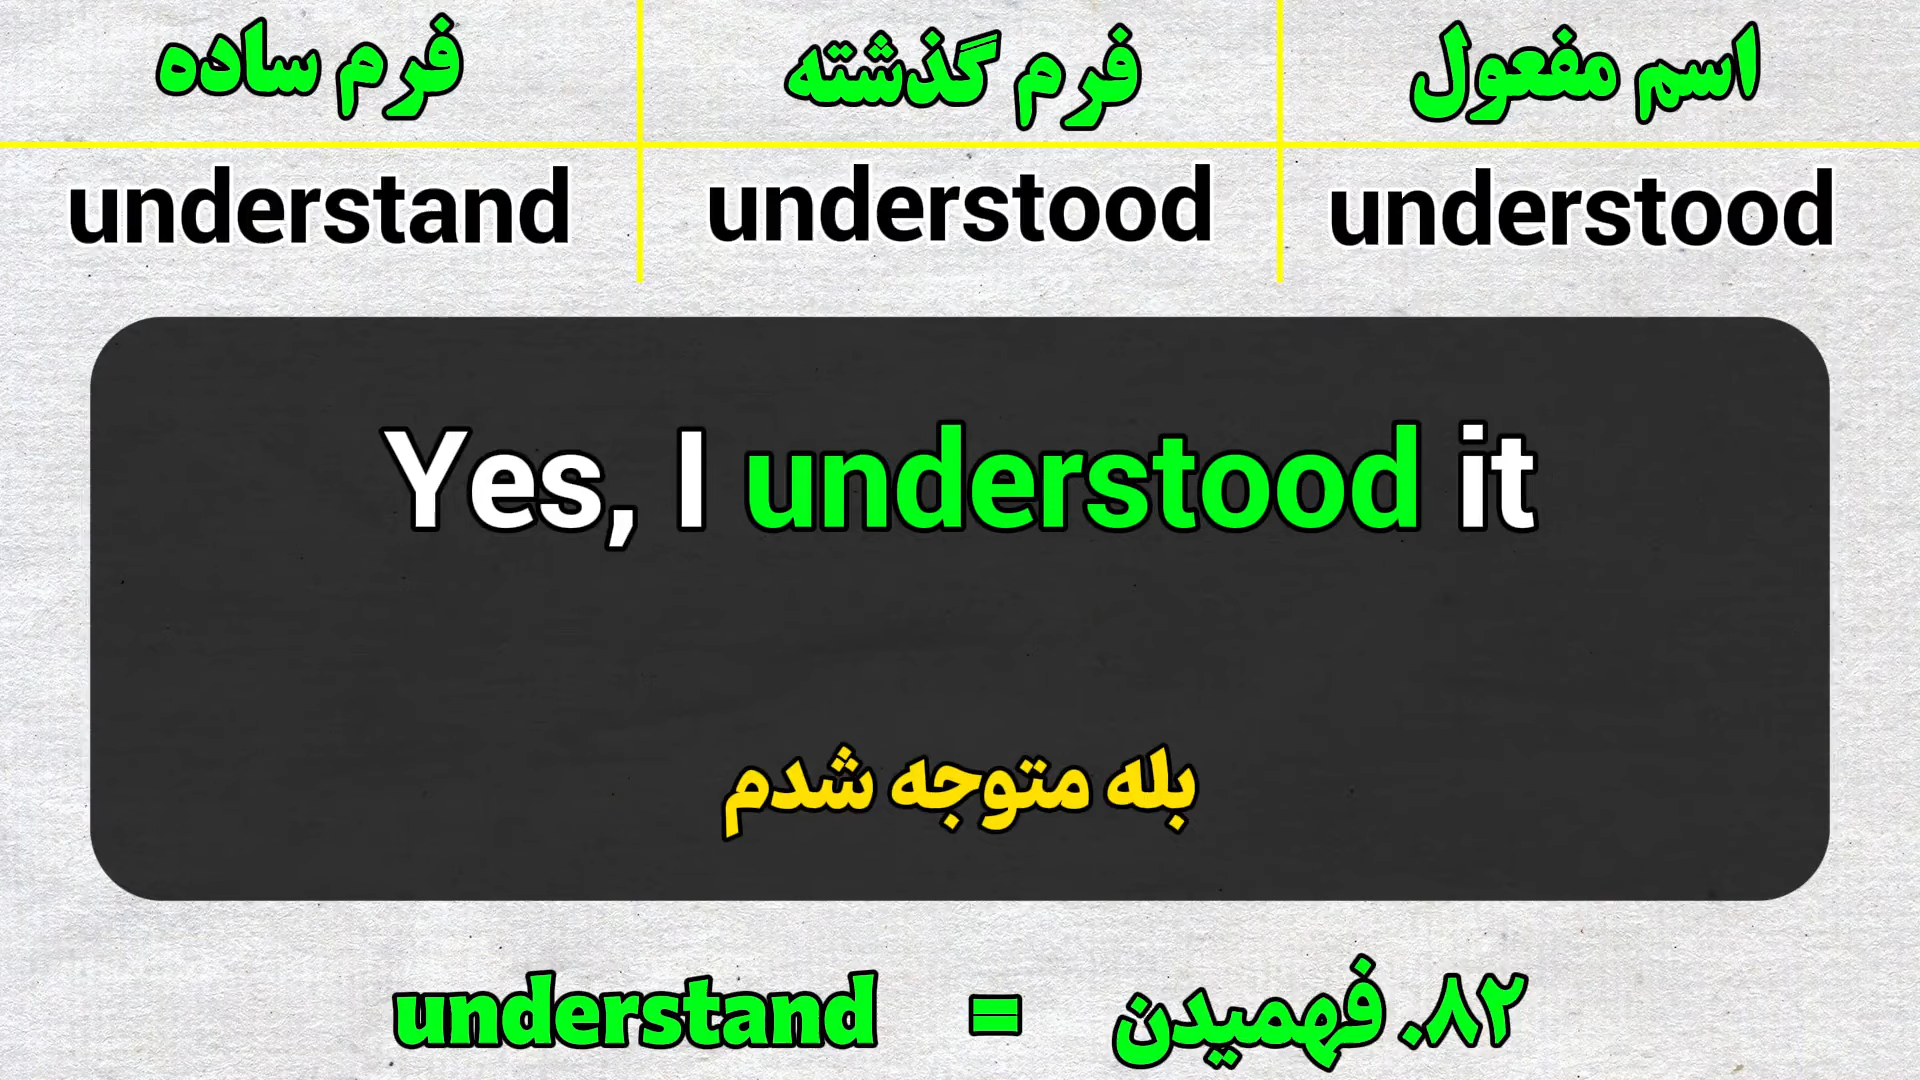 فرم ساده فرم گذشته اسم مفعول
understand understood understood
Yes, I understood it
بله متوجه شدم
understand = ۸۲. فهمیدن